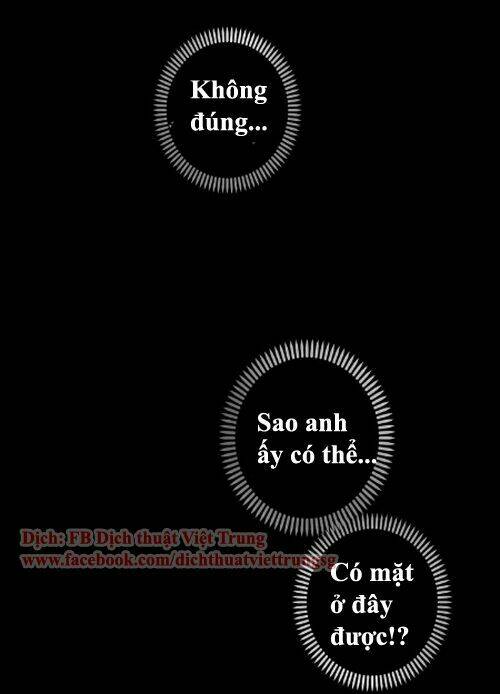 Không
đúng...
Sao anh
ấy có thể...
Dịch: FB Dịch thuật Việt Trung
www.facebook.com/dichthuatviettrungsg
Có mặt
ở đây
được!?